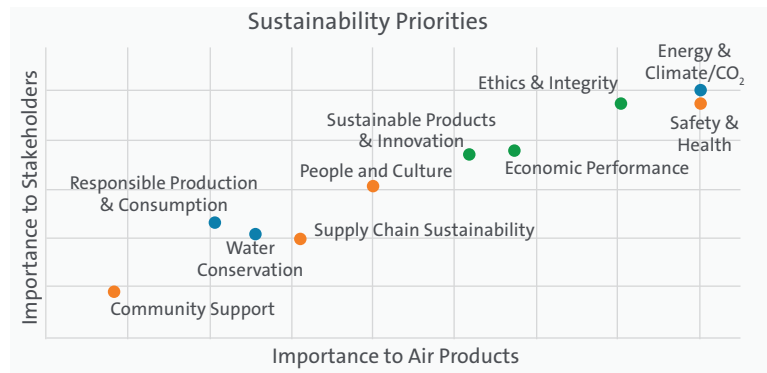 Sustainability Priorities
Energy &
Climate/CO₂
Ethics & Integrity
Safety &
Health
Sustainable Products
& Innovation
Economic Performance
People and Culture
Responsible Production
& Consumption
Supply Chain Sustainability
Water
Conservation
Community Support
Importance to Stakeholders
Importance to Air Products